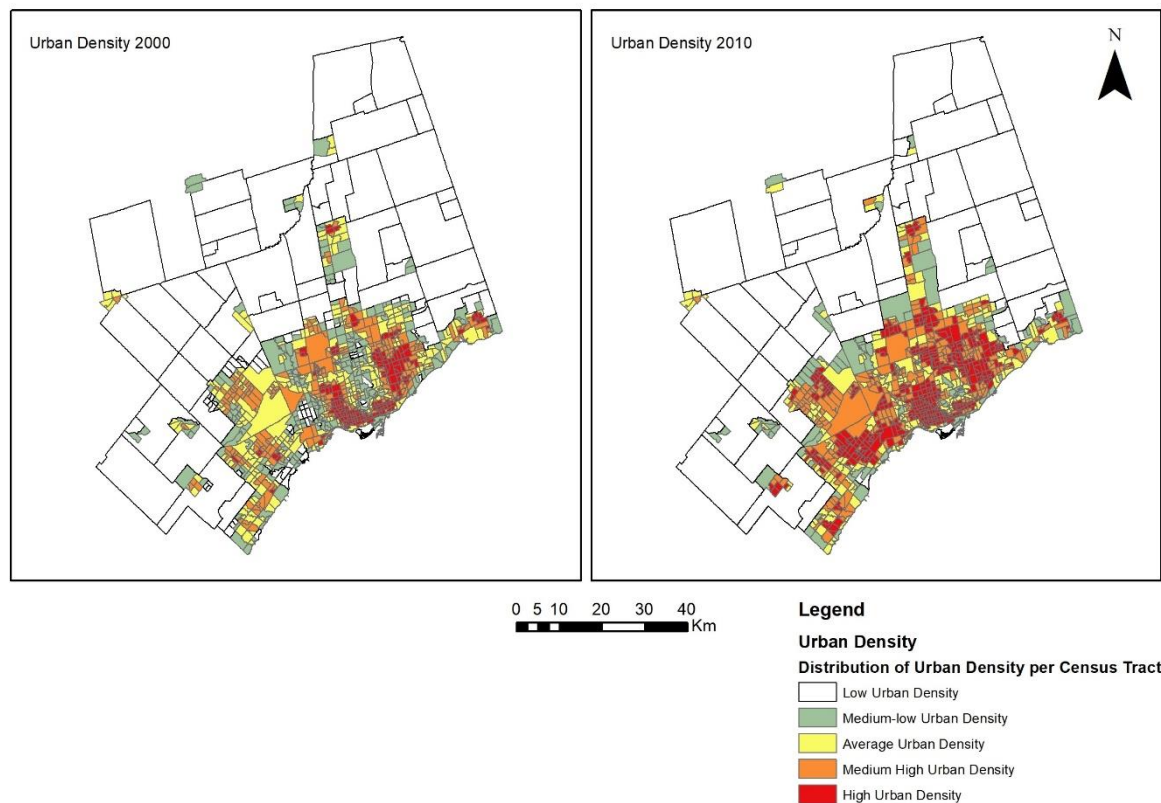 Urban Density 2000
Urban Density 2010
N
0 5 10 20 30 40
Km
Legend
Urban Density
Distribution of Urban Density per Census Tract
Low Urban Density
Medium-low Urban Density
Average Urban Density
Medium High Urban Density
High Urban Density